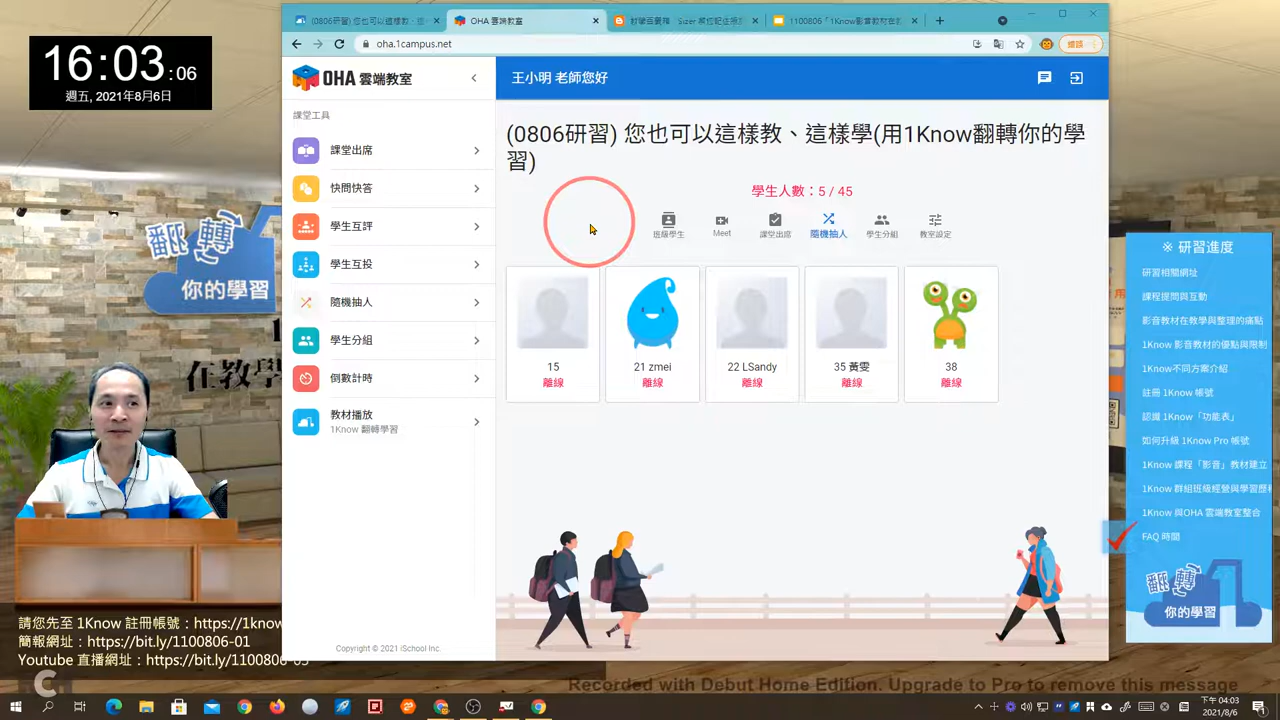 16:03:06
週五, 2021年8月6日
翻轉
你的學習
在教學
請您先至 1Know 註冊帳號：https://1know
簡報網址：https://bit.ly/1100806-01
Youtube 直播網址：https://bit.ly/1100806-03
(0806研習) 您也可以這樣教、這
OHA 雲端教室
1100806「1Know影音教材在
oha.1campus.net
OHA 雲端教室
課堂工具
課堂出席
快問快答
學生互評
學生互投
隨機抽人
學生分組
倒數計時
教材播放
1Know 翻轉學習
Copyright © 2021 iSchool Inc.
王小明 老師您好
(0806研習) 您也可以這樣教、這樣學(用1Know翻轉你的學
習)
學生人數：5 / 45
班級學生
Meet
課堂出席
隨機抽人
學生分組
教室設定
15
離線
21 zmei
離線
22 LSandy
離線
35 黃雯
離線
38
離線
※ 研習進度
研習相關網址
課程提問與互動
影音教材在教學與整理的痛點
1Know 影音教材的優點與限制
1Know不同方案介紹
註冊 1Know 帳號
認識 1Know「功能表」
如何升級 1Know Pro 帳號
1Know 課程「影音」教材建立
1Know 群組班級經營與學習歷程
1Know 與OHA 雲端教室整合
FAQ 時間
翻轉
你的學習
Recorded with Debut Home Edition. Upgrade to Pro to remove this message
下午 04:03
2021/8/6